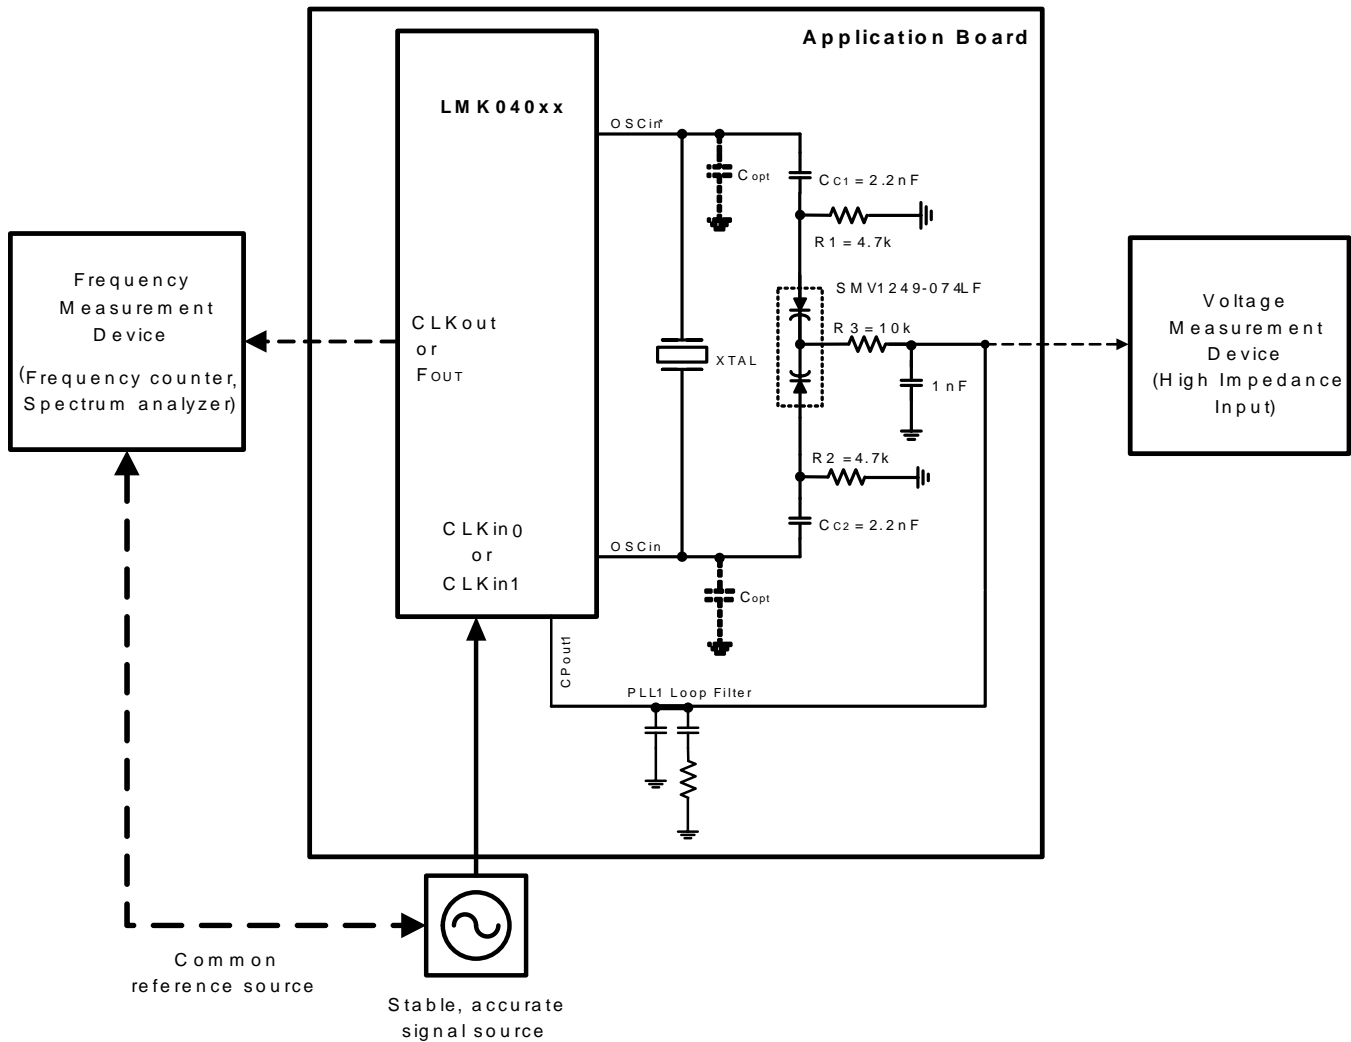 Application Board
LMK040xx
OSCin*
Copt
CC1 = 2.2nF
R1 = 4.7k
SMV1249-074LF
R3 = 10k
1nF
XTAL
R2 = 4.7k
CC2 = 2.2nF
OSCin
Copt
CLKout
or
FOUT
CLKin0
or
CLKin1
CPout1
PLL1 Loop Filter
Frequency
Measurement
Device
(Frequency counter,
Spectrum analyzer)
Voltage
Measurement
Device
(High Impedance
Input)
Common
reference source
Stable, accurate
signal source